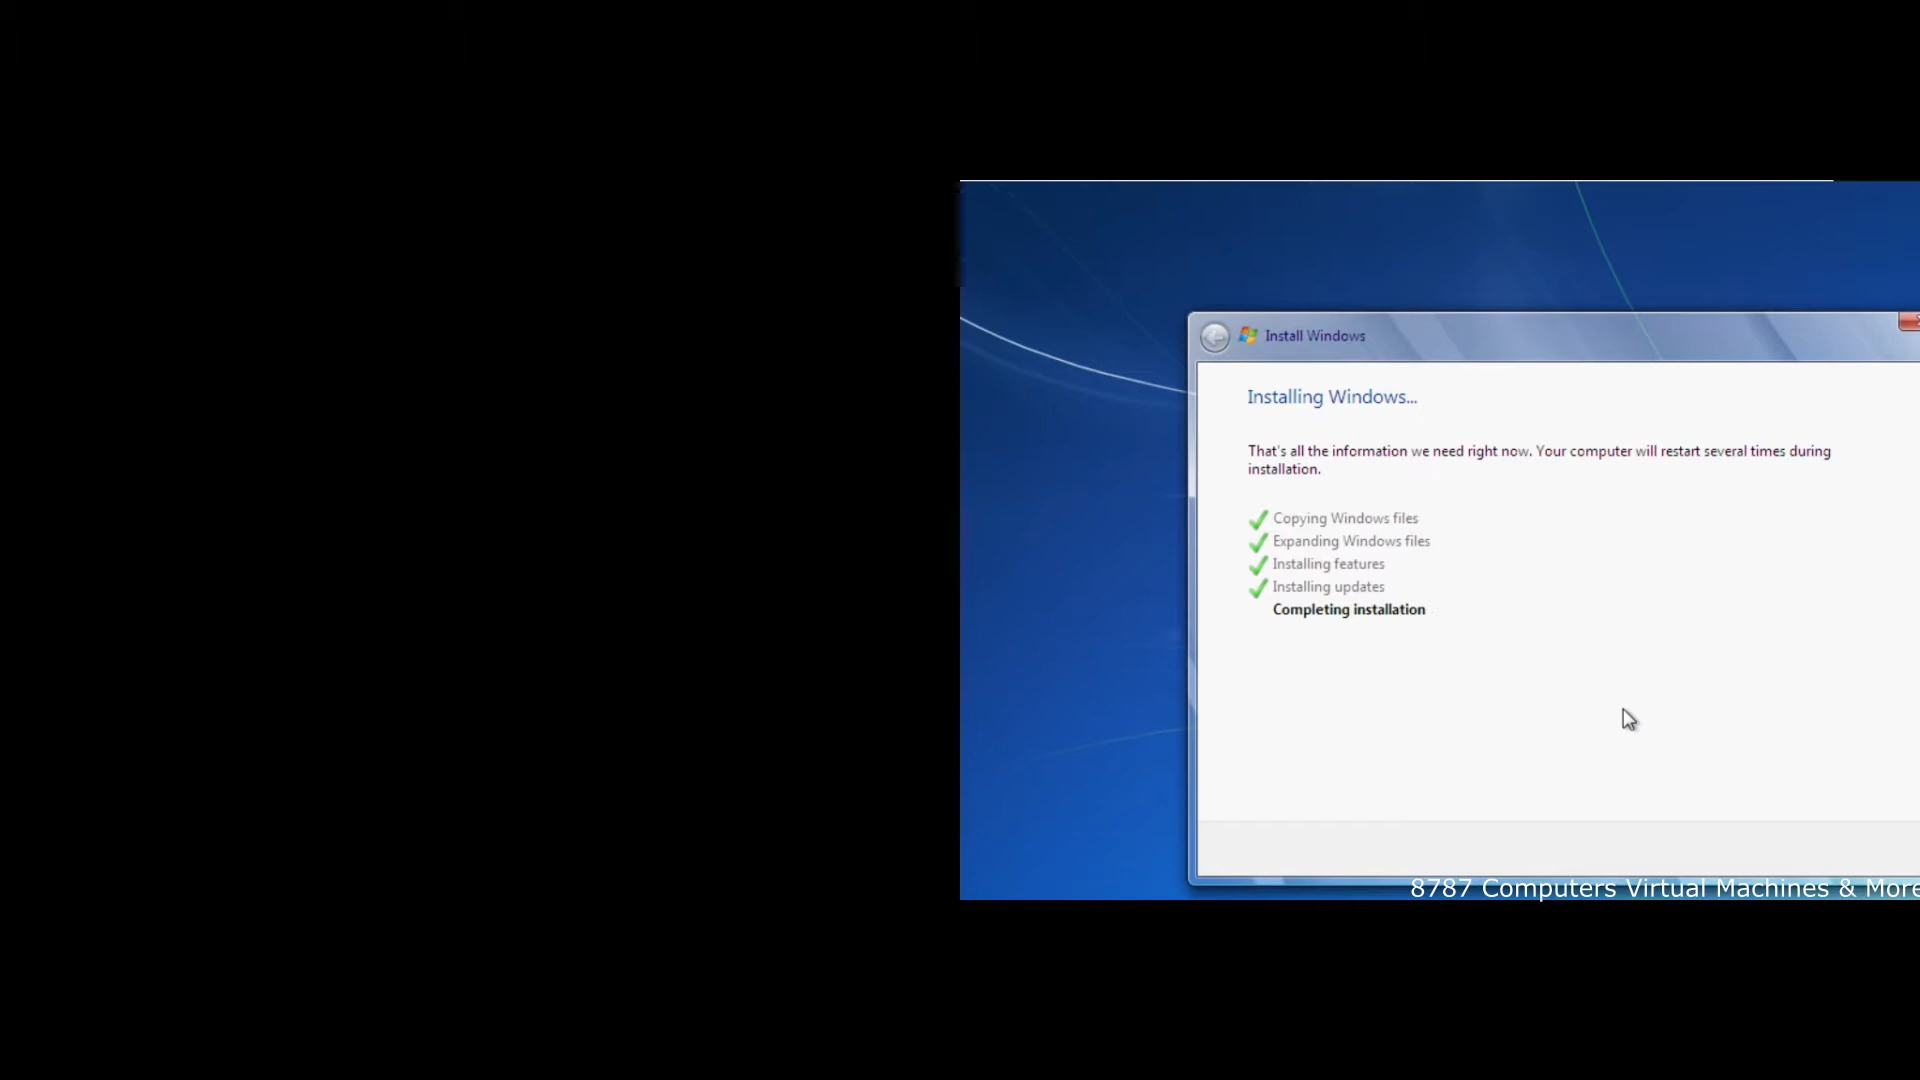 Install Windows
Installing Windows...
That's all the information we need right now. Your computer will restart several times during
installation.
Copying Windows files
Expanding Windows files
Installing features
Installing updates
Completing installation
8787 Computers Virtual Machines & More